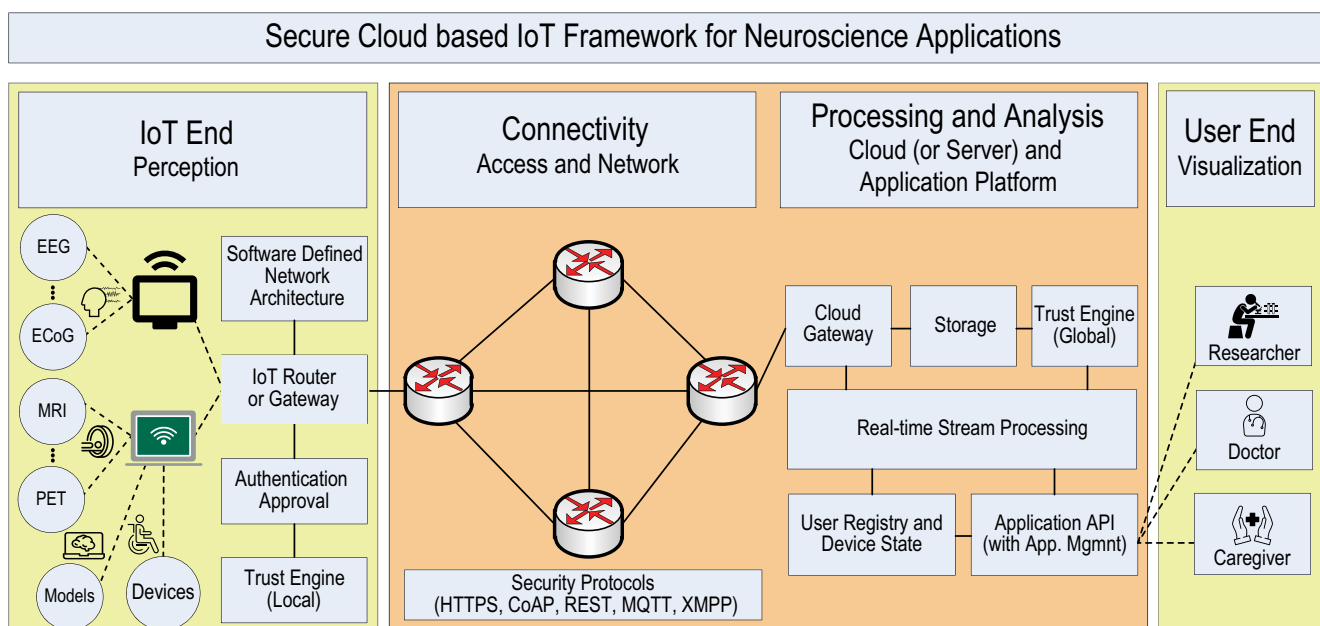 Secure Cloud based IoT Framework for Neuroscience Applications
IoT End
Perception
EEG
ECoG
MRI
PET
Models
Devices
Software Defined
Network
Architecture
IoT Router
or Gateway
Authentication
Approval
Trust Engine
(Local)
Connectivity
Access and Network
Security Protocols
(HTTPS, CoAP, REST, MQTT, XMPP)
Processing and Analysis
Cloud (or Server) and
Application Platform
Cloud
Gateway
Storage
Trust Engine
(Global)
Real-time Stream Processing
User Registry and
Device State
Application API
(with App. Mgmnt)
User End
Visualization
Researcher
Doctor
Caregiver